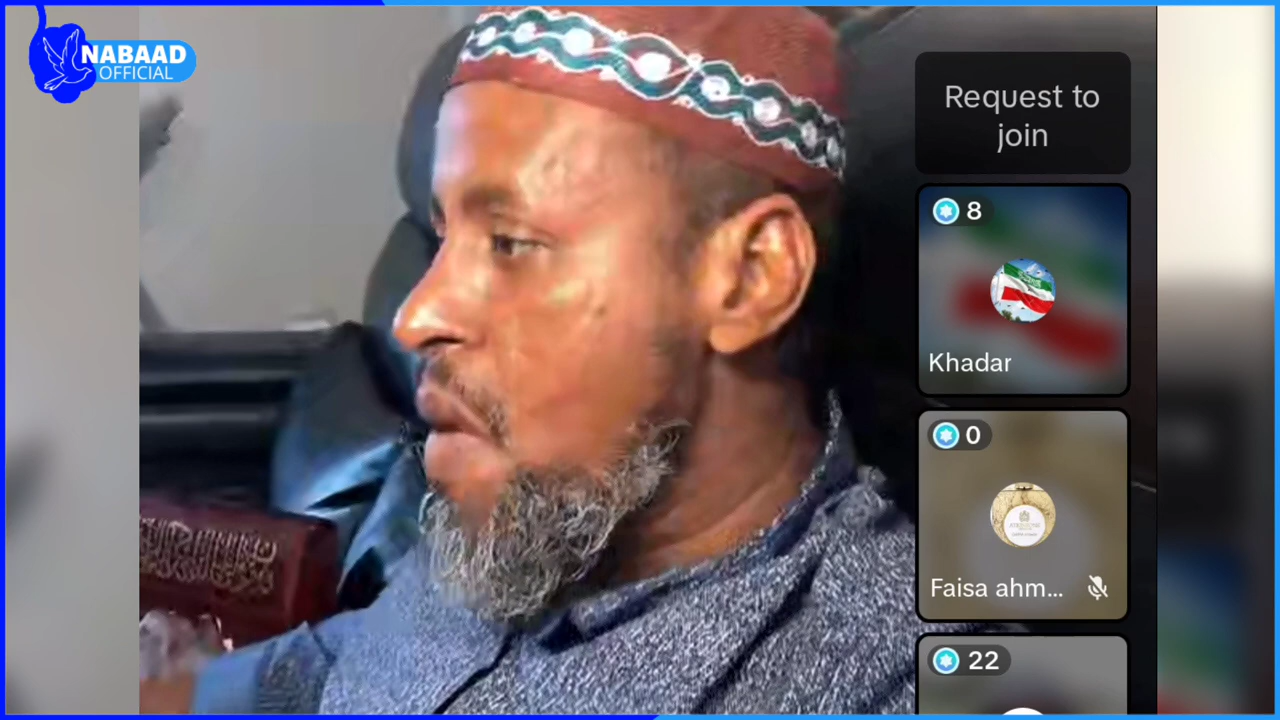 NABAAD
OFFICIAL
Request to
join
8
Khadar
0
Faisa ahm...
22